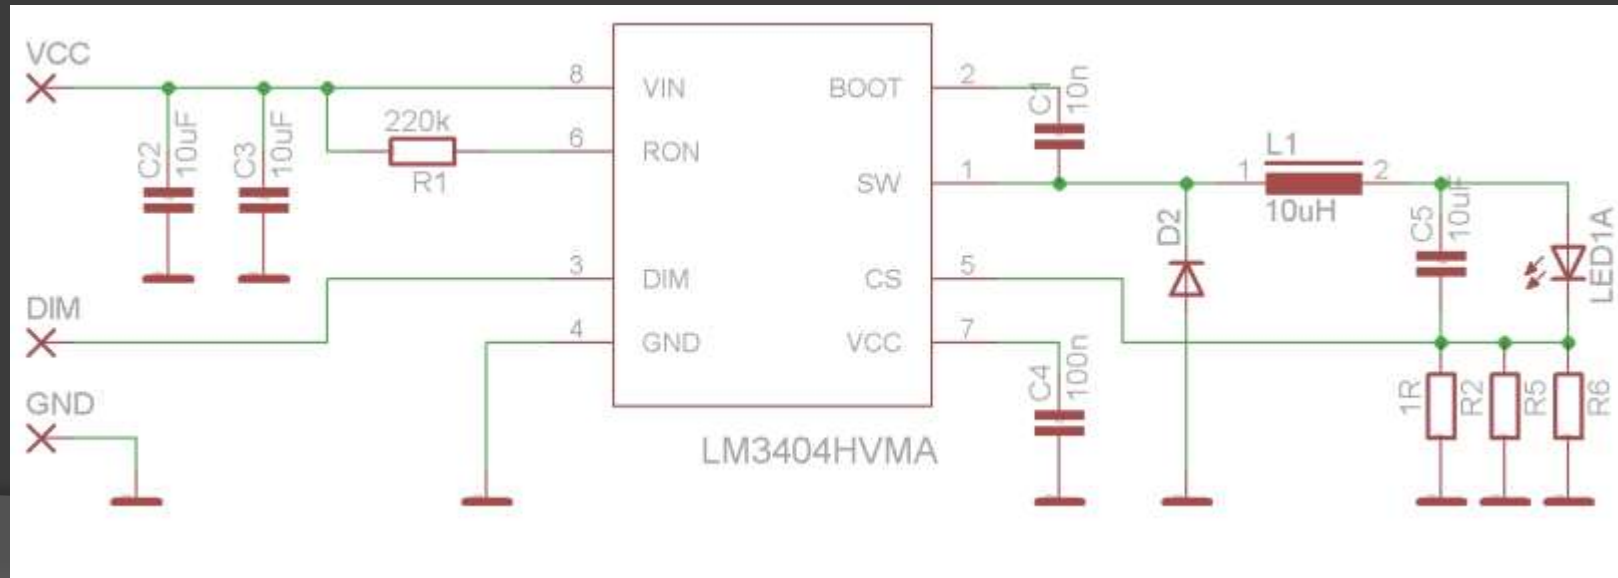 VCC
C2
10uF
C3
10uF
220k
R1
DIM
GND
8
6
3
4
VIN
RON
DIM
GND
BOOT
SW
CS
VCC
LM3404HVMA
2
1
5
7
C1
10n
C4
100n
D2
1
L1
2
10uH
C5
10uF
LED1A
1R
R2
R5
R6